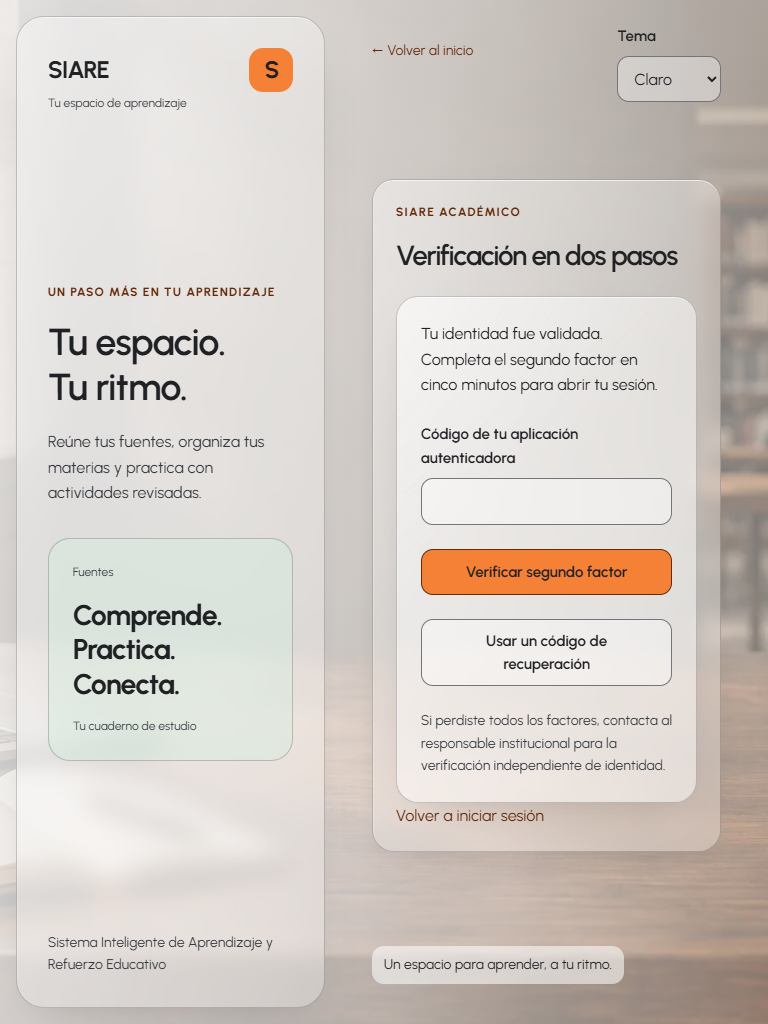 SIARE
S
Tu espacio de aprendizaje
UN PASO MÁS EN TU APRENDIZAJE
Tu espacio.
Tu ritmo.
Reúne tus fuentes, organiza tus
materias y practica con
actividades revisadas.
Fuentes
Comprende.
Practica.
Conecta.
Tu cuaderno de estudio
Sistema Inteligente de Aprendizaje y
Refuerzo Educativo
← Volver al inicio
Tema
Claro
SIARE ACADÉMICO
Verificación en dos pasos
Tu identidad fue validada.
Completa el segundo factor en
cinco minutos para abrir tu sesión.
Código de tu aplicación
autenticadora
Verificar segundo factor
Usar un código de
recuperación
Si perdiste todos los factores, contacta al
responsable institucional para la
verificación independiente de identidad.
Volver a iniciar sesión
Un espacio para aprender, a tu ritmo.